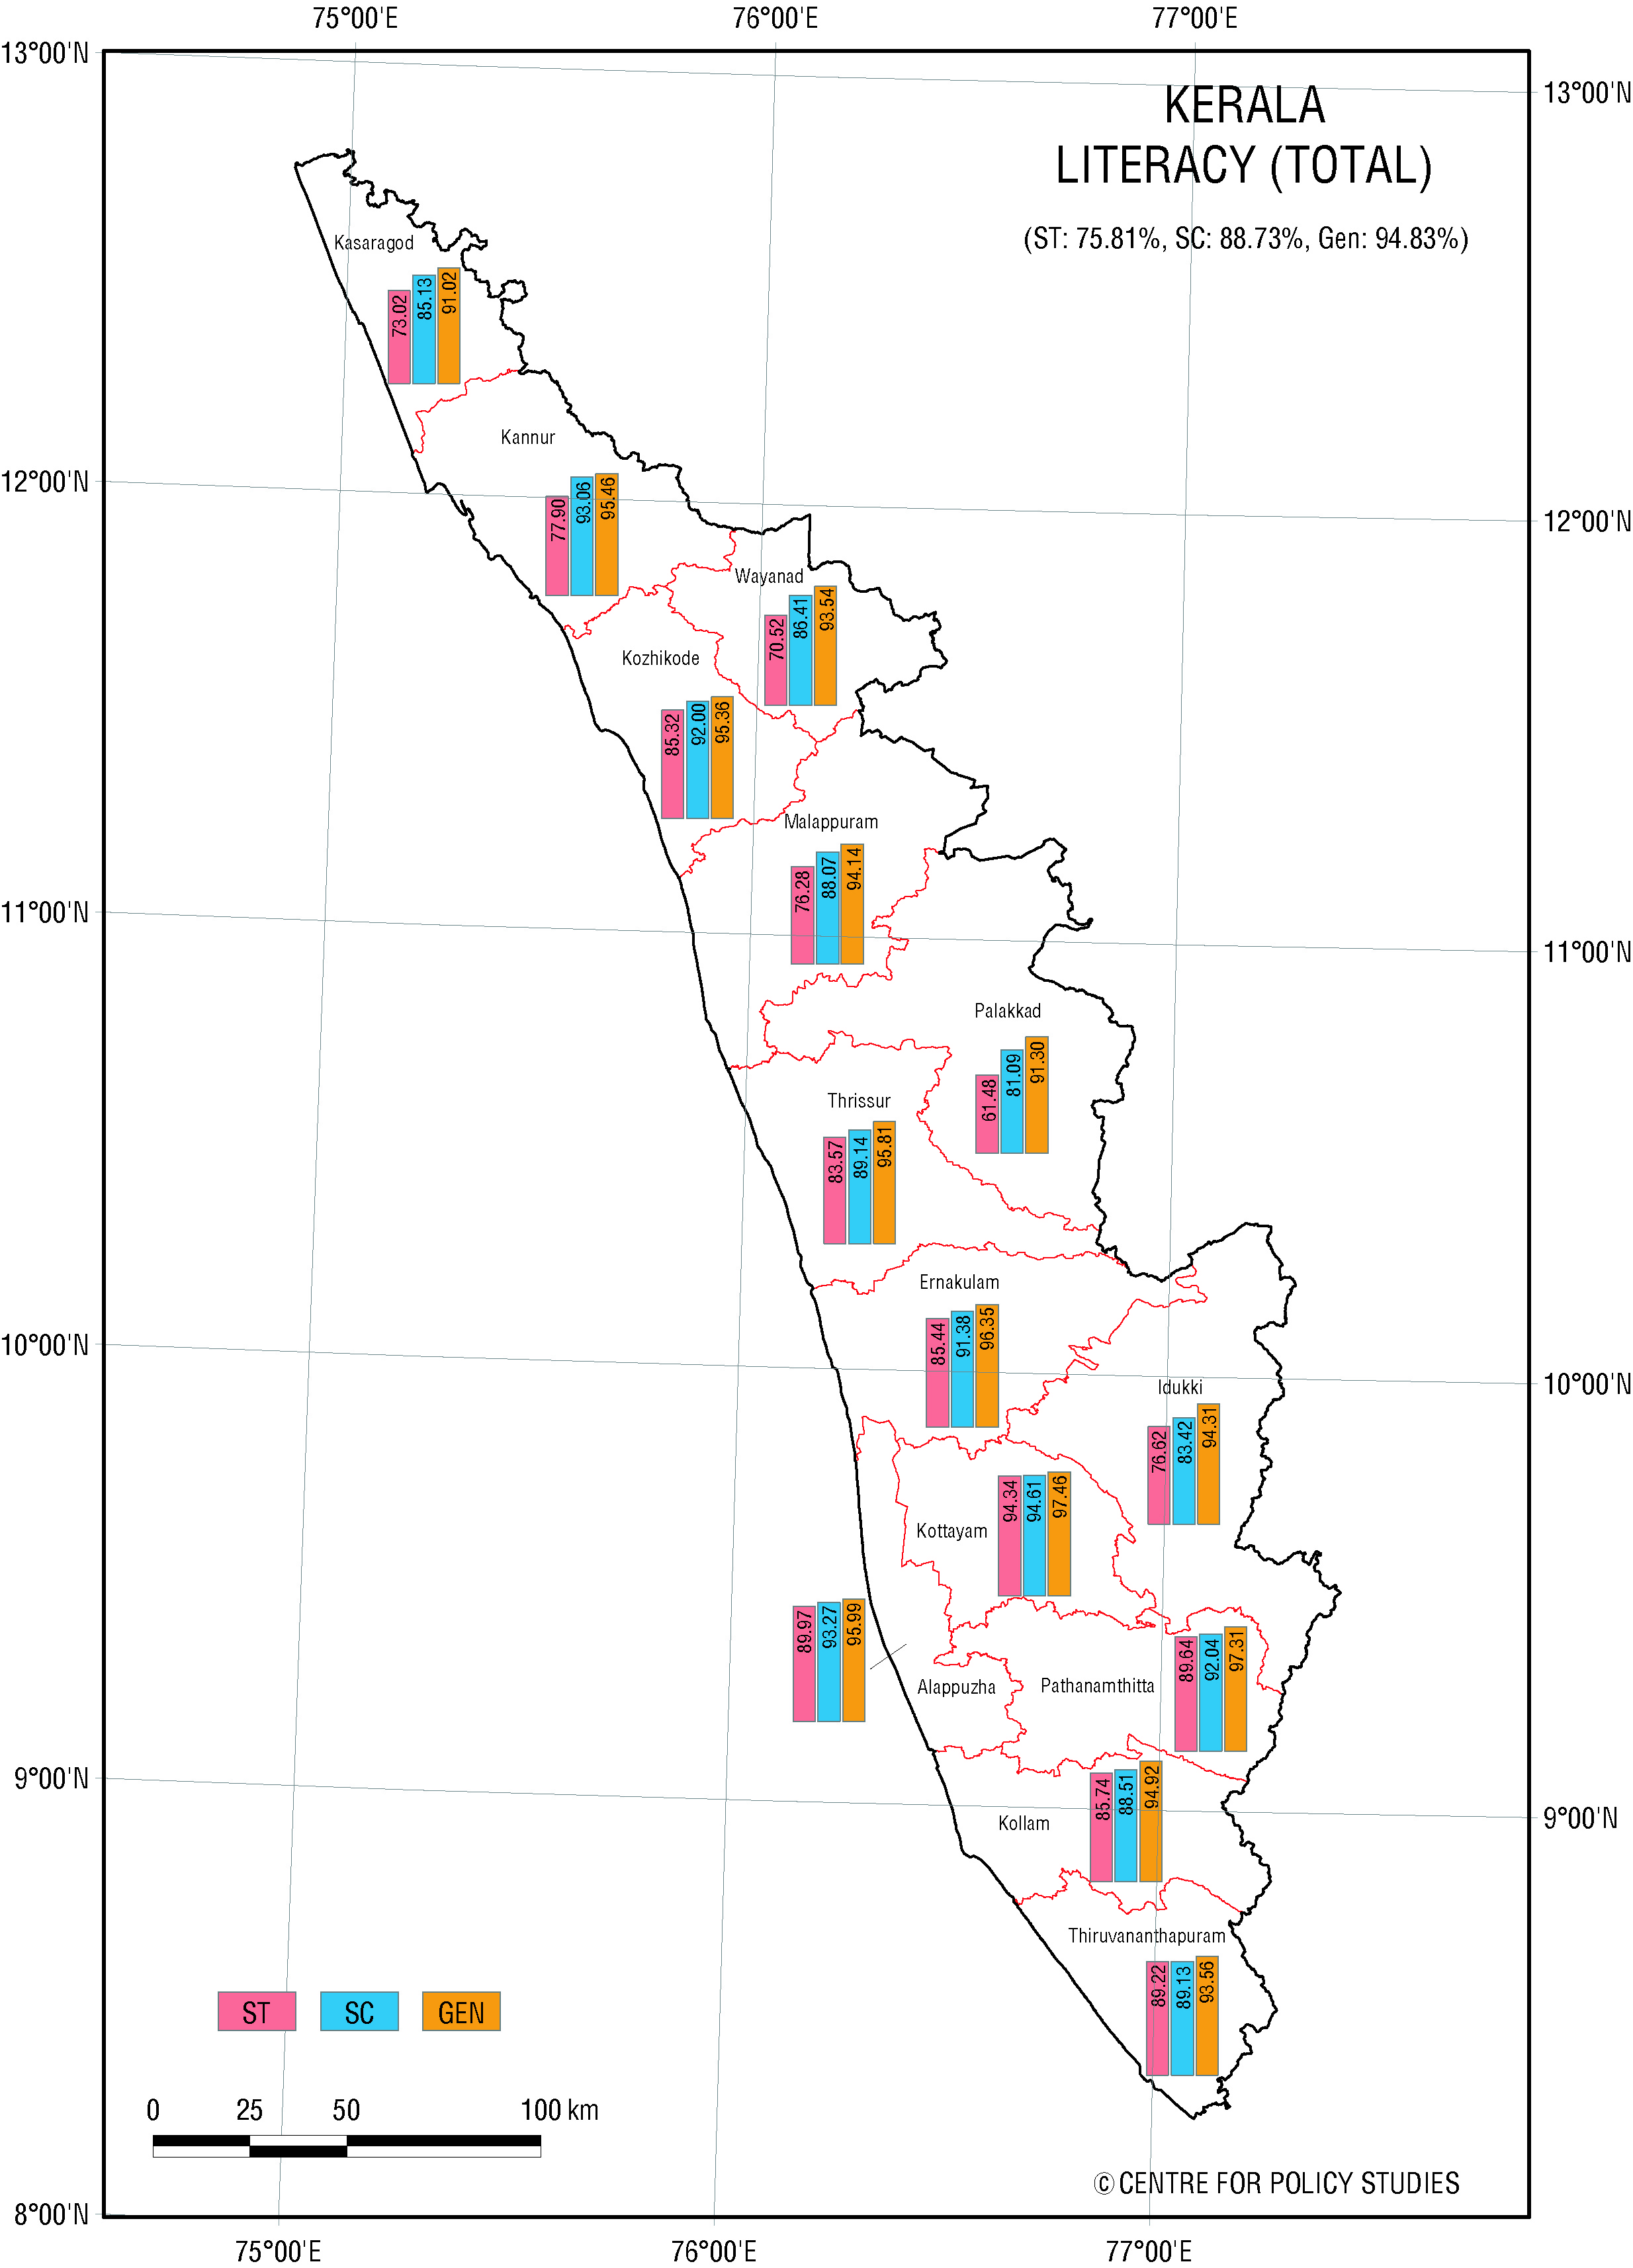 75°00'E 76°00'E 77°00'E
13°00'N
13°00'N
KERALA
LITERACY (TOTAL)
(ST: 75.81%, SC: 88.73%, Gen: 94.83%)
Kasaragod
73.02 85.13 91.02
Kannur
12°00'N
77.90 93.06 95.46
12°00'N
Wayanad
70.52 86.41 93.54
Kozhikode
85.32 92.00 95.36
Malappuram
76.28 88.07 94.14
11°00'N
11°00'N
Palakkad
61.48 81.09 91.30
Thrissur
83.57 89.14 95.81
Ernakulam
85.44 91.38 96.35
10°00'N
10°00'N
Idukki
76.62 83.42 94.31
Kottayam
94.34 94.61 97.46
89.97 93.27 95.99
Alappuzha
Pathanamthitta
89.64 92.04 97.31
9°00'N
9°00'N
Kollam
85.74 88.51 94.92
Thiruvananthapuram
89.22 89.13 93.56
ST SC GEN
0 25 50 100 km
© CENTRE FOR POLICY STUDIES
8°00'N
75°00'E 76°00'E 77°00'E